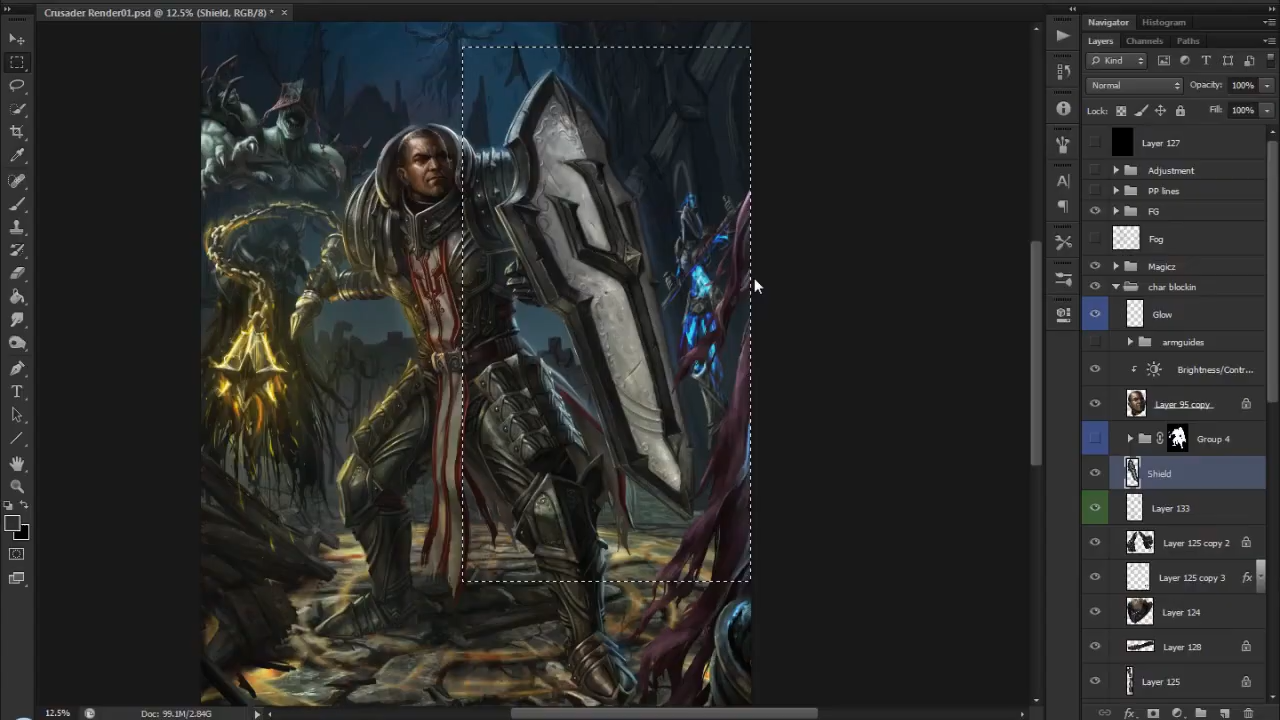 Crusader Render01.psd @ 12.5% (Shield, RGB/8) * ×
Navigator Histogram
Layers Channels Paths
Kind
Normal Opacity: 100%
Lock: Fill: 100%
Layer 127
Adjustment
PP lines
FG
Fog
Magicz
char blockin
Glow
armguides
Brightness/Contr...
Layer 95 copy
Group 4
Shield
Layer 133
Layer 125 copy 2
Layer 125 copy 3 fx
Layer 124
Layer 128
Layer 125
12.5% Doc: 99.1M/2.84G
fx